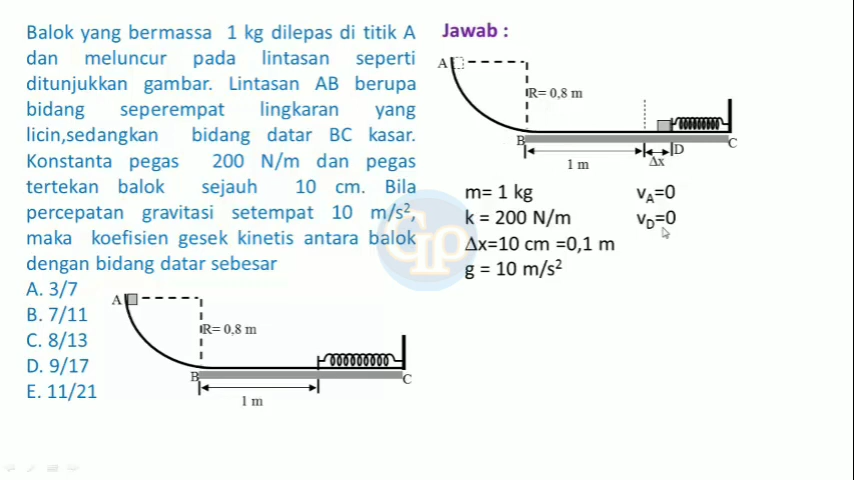 Balok yang bermassa 1 kg dilepas di titik A
dan meluncur pada lintasan seperti
ditunjukkan gambar. Lintasan AB berupa
bidang seperempat lingkaran yang
licin,sedangkan bidang datar BC kasar.
Konstanta pegas 200 N/m dan pegas
tertekan balok sejauh 10 cm. Bila
percepatan gravitasi setempat 10 m/s²,
maka koefisien gesek kinetis antara balok
dengan bidang datar sebesar
A. 3/7
B. 7/11
C. 8/13
D. 9/17
E. 11/21
A
R= 0,8 m
B
C
1 m
Jawab :
A
R= 0,8 m
B
D
C
1 m
Δx
m= 1 kg
v_A=0
k = 200 N/m
v_D=0
Δx=10 cm =0,1 m
g = 10 m/s²
GIP